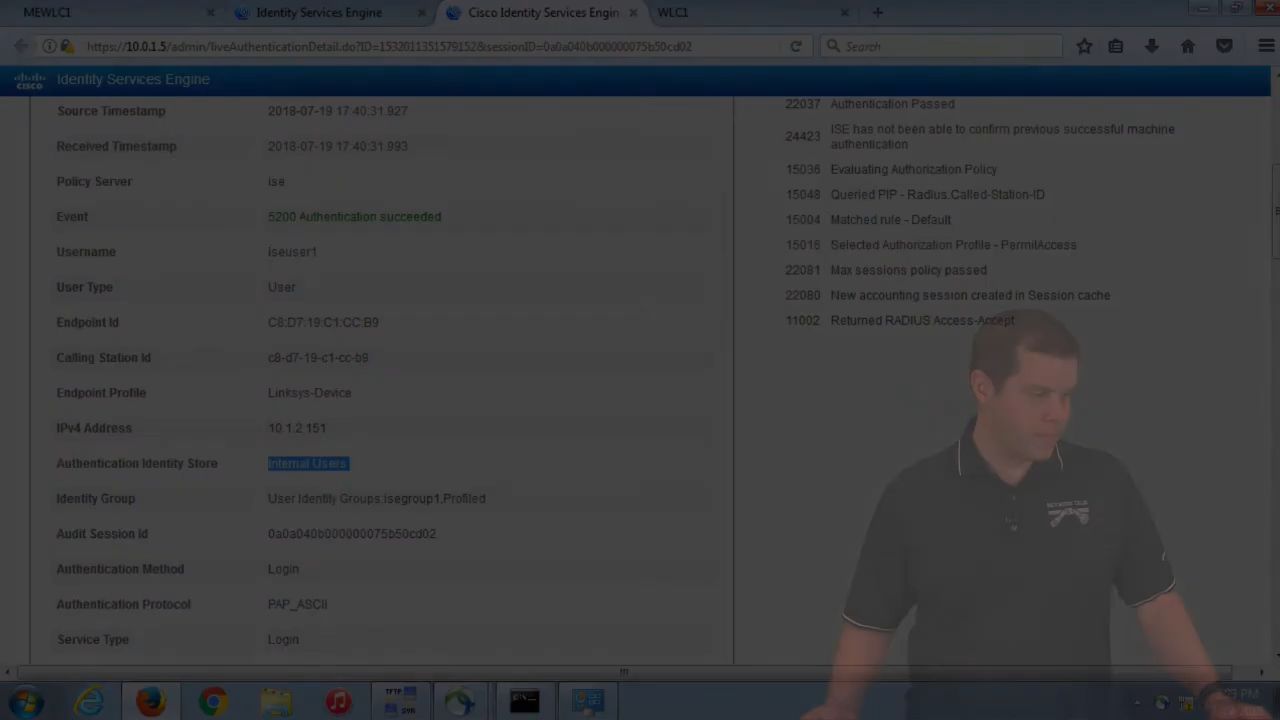 MEWLC1
Identity Services Engine
Cisco Identity Services Engin
WLC1
https://10.0.1.5/admin/liveAuthenticationDetail.do?ID=1532011351579152&sessionID=0a0a040b000000075b50cd02
Search
cisco
Identity Services Engine
Source Timestamp 2018-07-19 17:40:31.927
Received Timestamp 2018-07-19 17:40:31.993
Policy Server ise
Event 5200 Authentication succeeded
Username iseuser1
User Type User
Endpoint Id C8:D7:19:C1:CC:B9
Calling Station Id c8-d7-19-c1-cc-b9
Endpoint Profile Linksys-Device
IPv4 Address 10.1.2.151
Authentication Identity Store Internal Users
Identity Group User Identity Groups:isegroup1,Profiled
Audit Session Id 0a0a040b000000075b50cd02
Authentication Method Login
Authentication Protocol PAP_ASCII
Service Type Login
22037 Authentication Passed
24423 ISE has not been able to confirm previous successful machine
authentication
15036 Evaluating Authorization Policy
15048 Queried PIP - Radius.Called-Station-ID
15004 Matched rule - Default
15016 Selected Authorization Profile - PermitAccess
22081 Max sessions policy passed
22080 New accounting session created in Session cache
11002 Returned RADIUS Access-Accept
TFTP